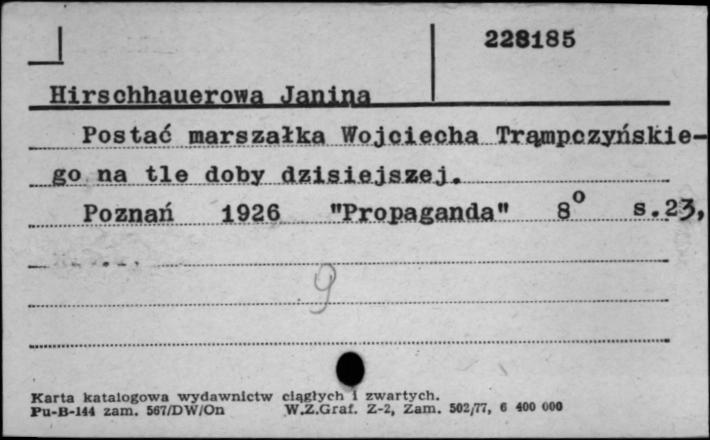 228185
Hirschhauerowa Janina
Postać marszałka Wojciecha Trąmpczyńskie-
go na tle doby dzisiejszej.
Poznań 1926 "Propaganda" 8° s.23,
9
Karta katalogowa wydawnictw ciągłych i zwartych.
Pu-B-144 zam. 567/DW/On W.Z.Graf. Z-2, Zam. 502/77, 6 400 000